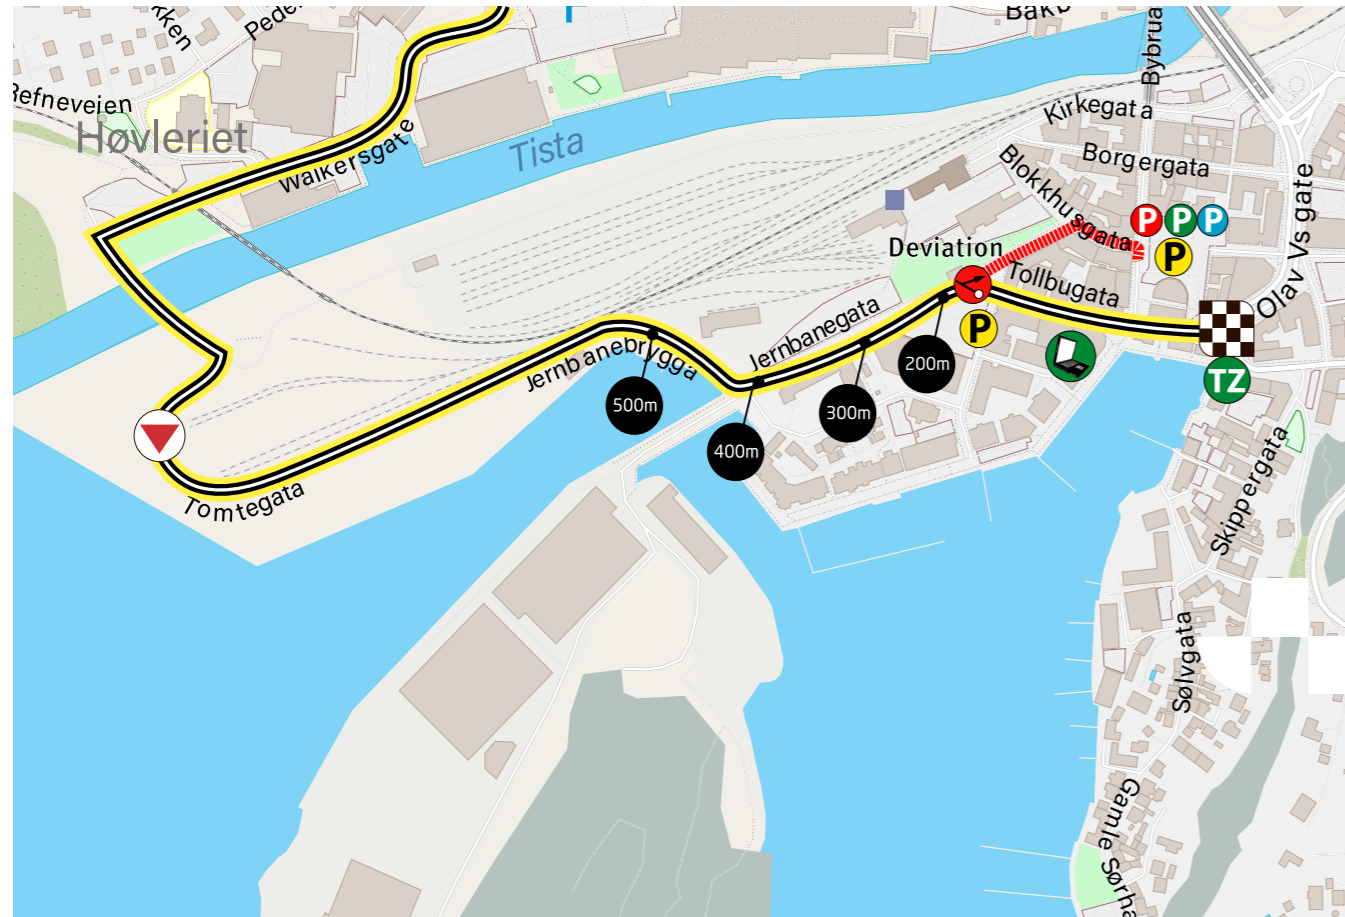 Bakb
Bybrua
Refneveien
Høvleriet
Walkersgate
Tista
Kirkegata
Borgergata
Blokkhusgata
P
P
P
P
Deviation
Tollbugata
Olav Vs gate
Jernbanegata
P
Jernbanebrygga
200m
500m
300m
400m
TZ
Tomtegata
Skippergata
Sølvgata
Gamle Sørha